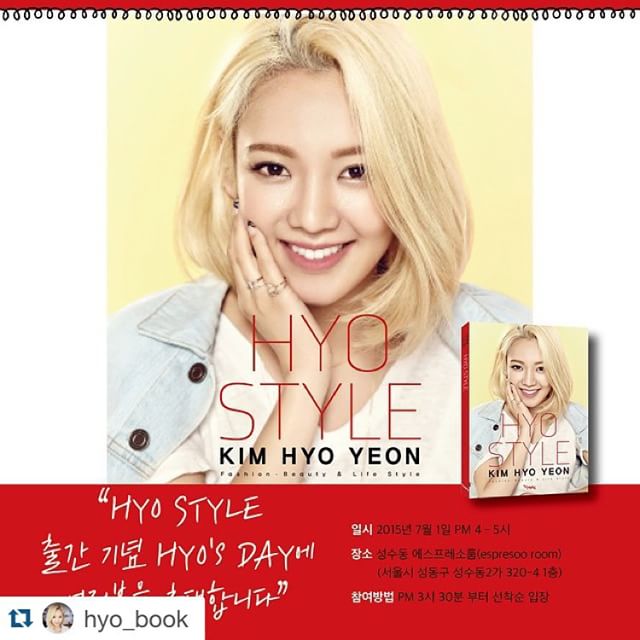 HYO
STYLE
KIM HYO YEON
Fashion · Beauty & Life Style
HYO STYLE
HYO
STYLE
KIM HYO YEON
"HYO STYLE
출간 기념 HYO'S DAY에
합니다"
일시 2015년 7월 1일 PM 4 - 5시
장소 성수동 에스프레소룸(espresoo room)
(서울시 성동구 성수동2가 320-4 1층)
참여방법 PM 3시 30분 부터 선착순 입장
hyo_book